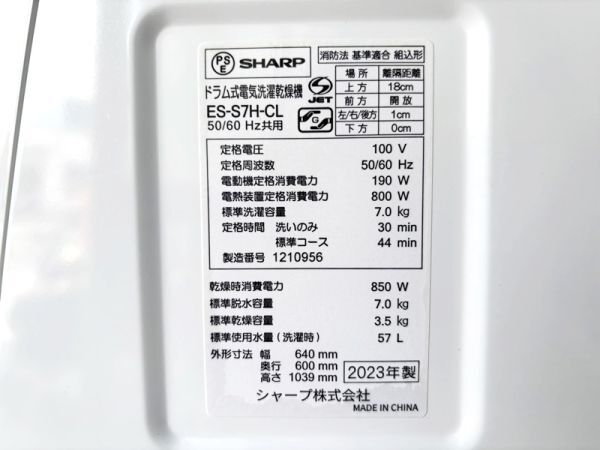 PSE SHARP
消防法 基準適合 組込形
ドラム式電気洗濯乾燥機
ES-S7H-CL
50/60 Hz共用
S JET
G
場所 離隔距離
上方 18cm
前方 開放
左/右/後方 1cm
下方 0cm
定格電圧 100 V
定格周波数 50/60 Hz
電動機定格消費電力 190 W
電熱装置定格消費電力 800 W
標準洗濯容量 7.0 kg
定格時間 洗いのみ 30 min
標準コース 44 min
製造番号 1210956
乾燥時消費電力 850 W
標準脱水容量 7.0 kg
標準乾燥容量 3.5 kg
標準使用水量 (洗濯時) 57 L
外形寸法 幅 640 mm
奥行 600 mm
高さ 1039 mm
2023年製
シャープ株式会社
MADE IN CHINA